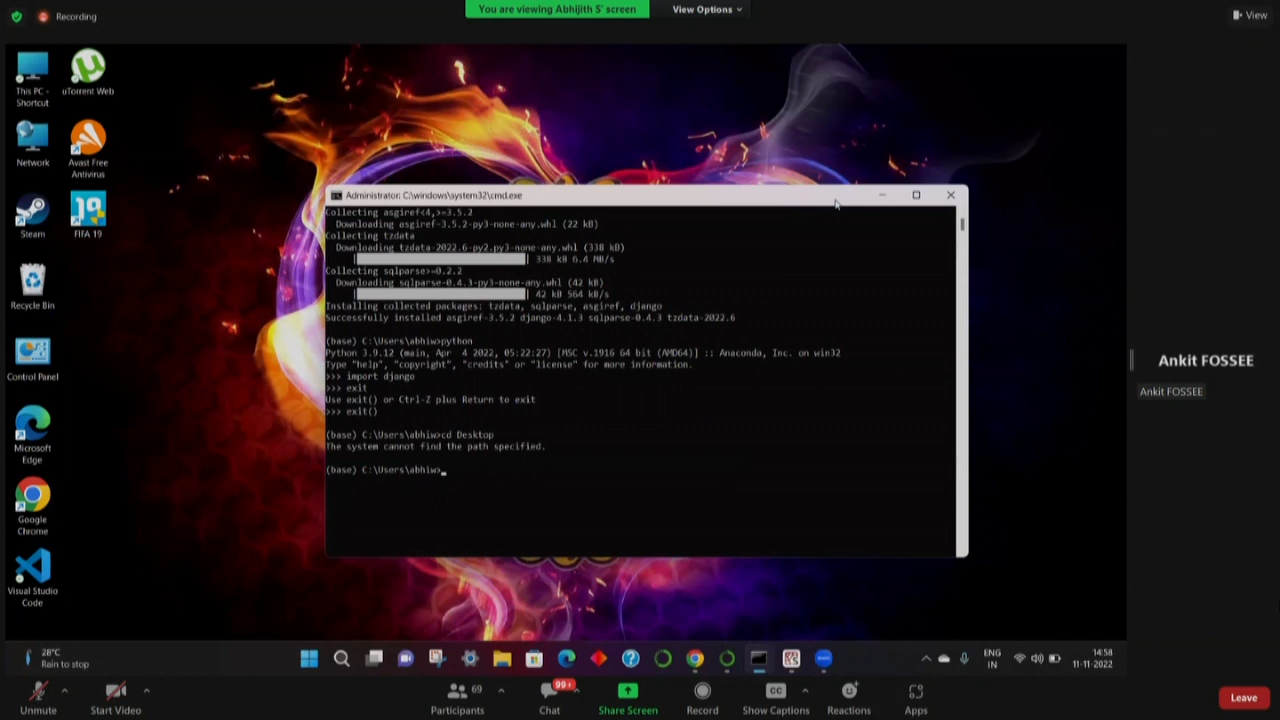 Recording
You are viewing Abhijith S' screen
View Options
View
This PC -
Shortcut
uTorrent Web
Network
Avast Free
Antivirus
Steam
19
FIFA 19
Recycle Bin
Control Panel
Microsoft
Edge
Google
Chrome
Visual Studio
Code
Administrator: C:\windows\system32\cmd.exe
Collecting asgiref<4,>=3.5.2
Downloading asgiref-3.5.2-py3-none-any.whl (22 kB)
Collecting tzdata
Downloading tzdata-2022.6-py2.py3-none-any.whl (338 kB)
338 kB 6.4 MB/s
Collecting sqlparse>=0.2.2
Downloading sqlparse-0.4.3-py3-none-any.whl (42 kB)
42 kB 564 kB/s
Installing collected packages: tzdata, sqlparse, asgiref, django
Successfully installed asgiref-3.5.2 django-4.1.3 sqlparse-0.4.3 tzdata-2022.6
(base) C:\Users\abhiw>python
Python 3.9.12 (main, Apr  4 2022, 05:22:27) [MSC v.1916 64 bit (AMD64)] :: Anaconda, Inc. on win32
Type "help", "copyright", "credits" or "license" for more information.
>>> import django
>>> exit
Use exit() or Ctrl-Z plus Return to exit
>>> exit()
(base) C:\Users\abhiw>cd Desktop
The system cannot find the path specified.
(base) C:\Users\abhiw>
Ankit FOSSEE
Ankit FOSSEE
28°C
Rain to stop
ENG
IN
14:58
11-11-2022
Unmute
Start Video
69
Participants
99+
Chat
Share Screen
Record
CC
Show Captions
Reactions
Apps
Leave